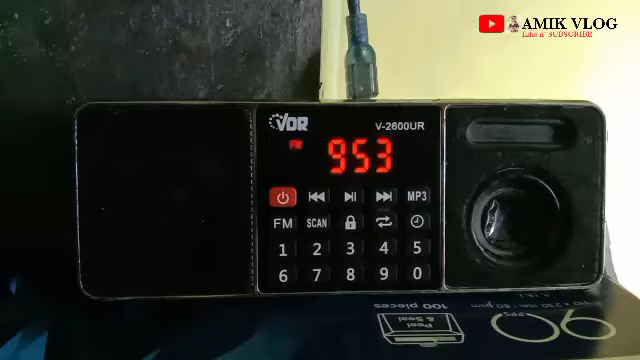 AMIK VLOG
Like n' SUBSCRIBE
VDR
V-2600UR
FM
953
MP3
FM SCAN
1 2 3 4 5
6 7 8 9 0
100 pieces
Peel
& Seal
90